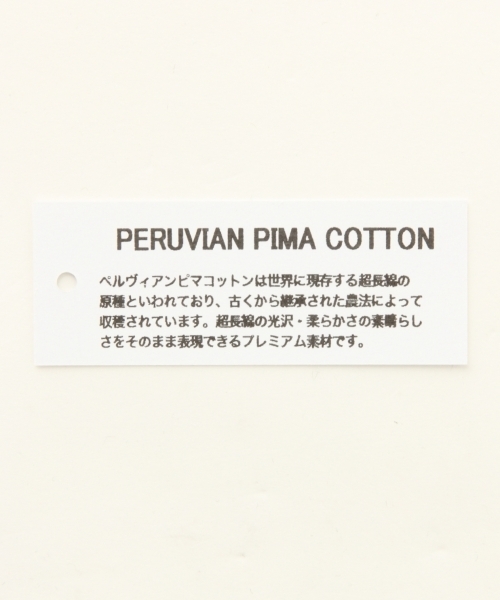 PERUVIAN PIMA COTTON
ペルヴィアンピマコットンは世界に現存する超長綿の
原種といわれており、古くから継承された農法によって
収穫されています。超長綿の光沢・柔らかさの素晴らし
さをそのまま表現できるプレミアム素材です。